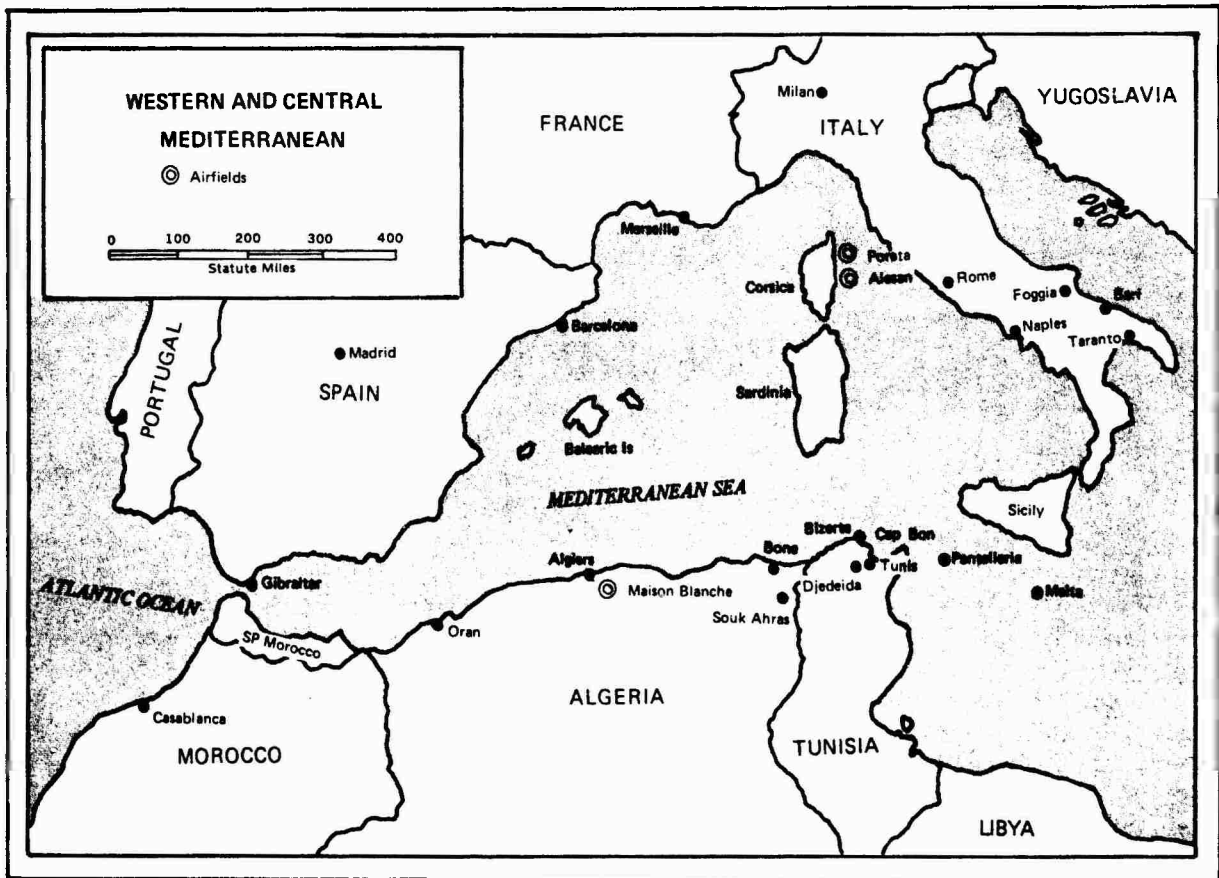 WESTERN AND CENTRAL
MEDITERRANEAN
Airfields
0 100 200 300 400
Statute Miles
FRANCE
Milan
ITALY
YUGOSLAVIA
Marseille
Corsica
Poreta
Alesan
Rome
Foggia
Bari
Naples
Taranto
Barcelona
Madrid
PORTUGAL
SPAIN
Sardinia
Balearic Is
MEDITERRANEAN SEA
Sicily
Bizerte
Cap Bon
Bone
Algiers
Tunis
Pantelleria
Gibraltar
Maison Blanche
Djedeida
Malta
ATLANTIC OCEAN
Souk Ahras
Oran
SP Morocco
ALGERIA
Casablanca
MOROCCO
TUNISIA
LIBYA